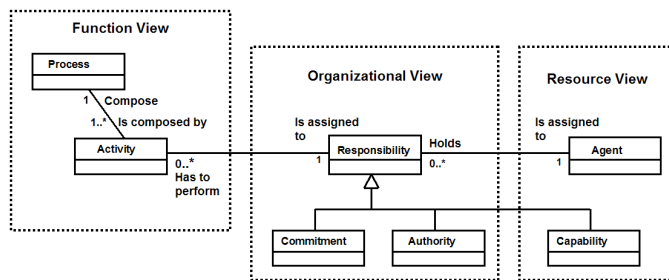 Function View
Process
1 Compose
1..* Is composed by
Activity
0..*
Has to
perform
Organizational View
Is assigned
to
1
Responsibility
Holds
0..*
Commitment
Authority
Resource View
Is assigned
to
1
Agent
Capability